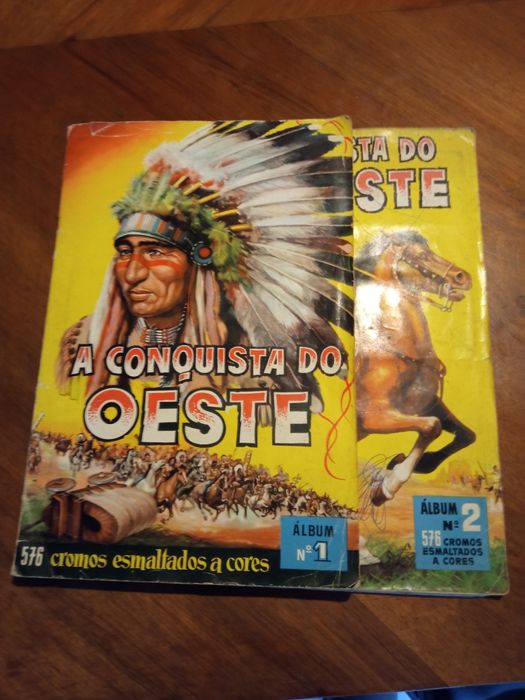 A CONQUISTA DO
OESTE
ÁLBUM
Nº 1
576 cromos esmaltados a cores
STA DO
STE
ÁLBUM
Nº 2
576 CROMOS
ESMALTADOS
A CORES